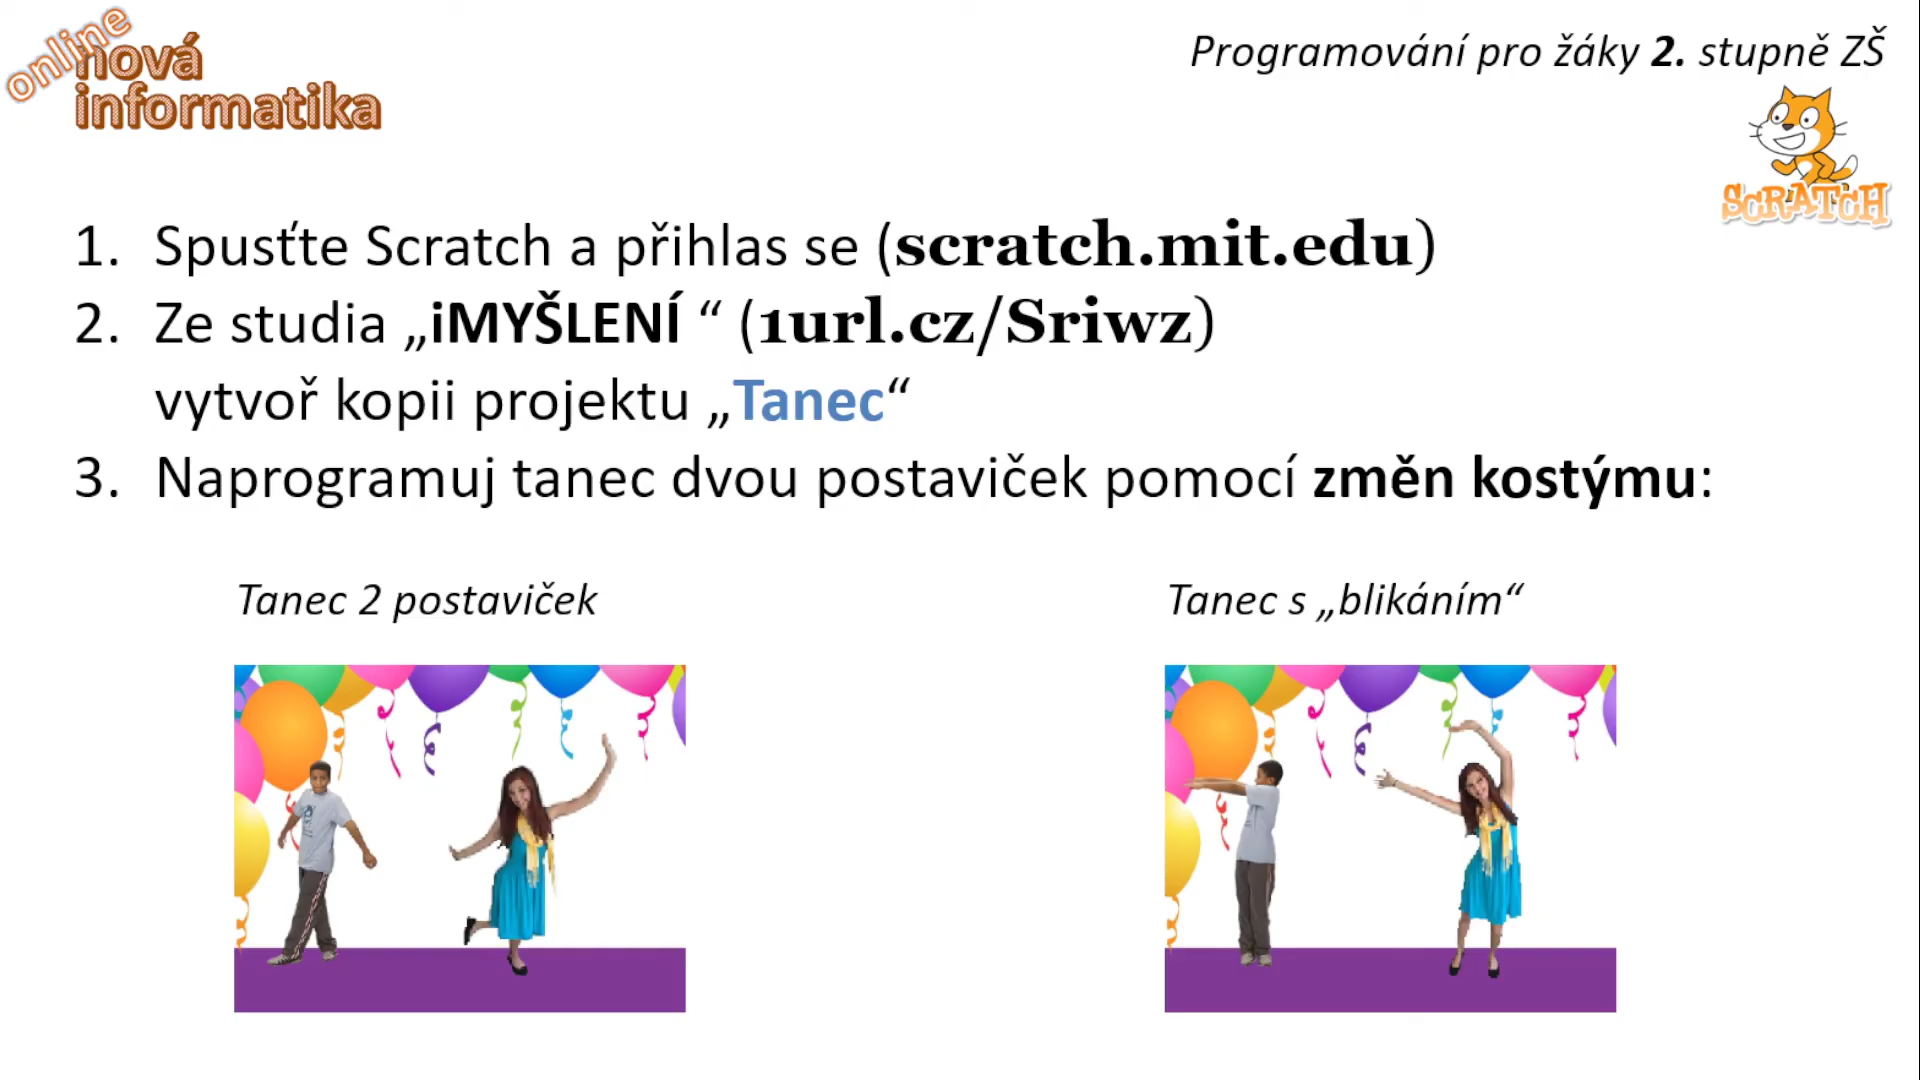 online
nová
informatika
Programování pro žáky 2. stupně ZŠ
SCRATCH
1. Spusťte Scratch a přihlas se (scratch.mit.edu)
2. Ze studia „iMYŠLENÍ “ (1url.cz/Sriwz)
vytvoř kopii projektu „Tanec“
3. Naprogramuj tanec dvou postaviček pomocí změn kostýmu:
Tanec 2 postaviček
Tanec s „blikáním“